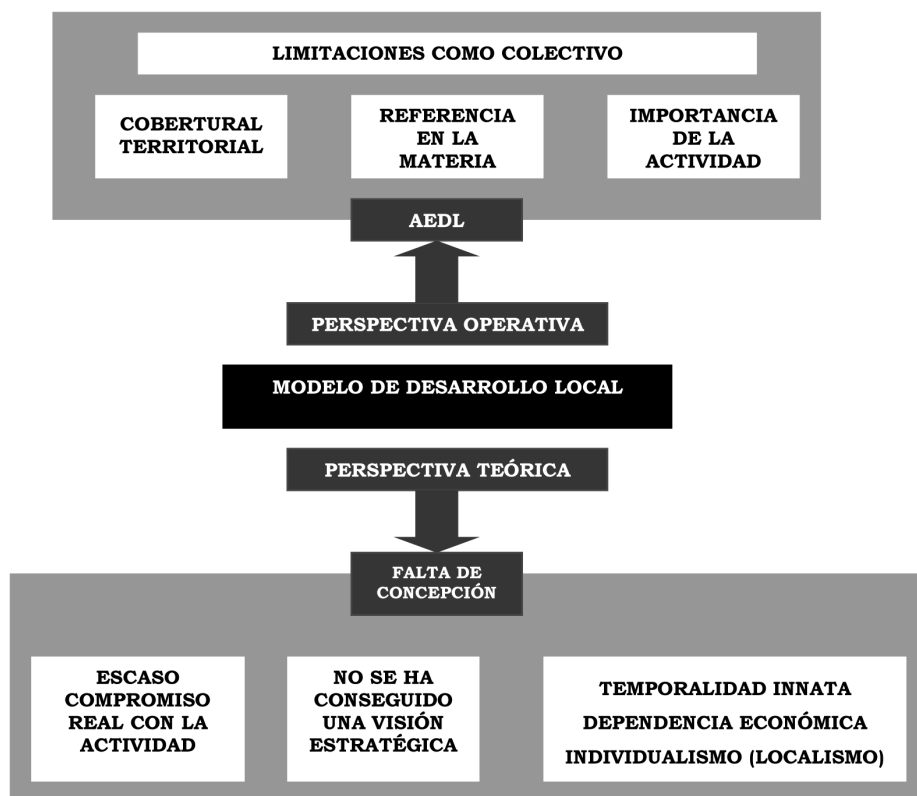 LIMITACIONES COMO COLECTIVO
COBERTURAL
TERRITORIAL
REFERENCIA
EN LA
MATERIA
IMPORTANCIA
DE LA
ACTIVIDAD
AEDL
PERSPECTIVA OPERATIVA
MODELO DE DESARROLLO LOCAL
PERSPECTIVA TEÓRICA
FALTA DE
CONCEPCIÓN
ESCASO
COMPROMISO
REAL CON LA
ACTIVIDAD
NO SE HA
CONSEGUIDO
UNA VISIÓN
ESTRATÉGICA
TEMPORALIDAD INNATA
DEPENDENCIA ECONÓMICA
INDIVIDUALISMO (LOCALISMO)